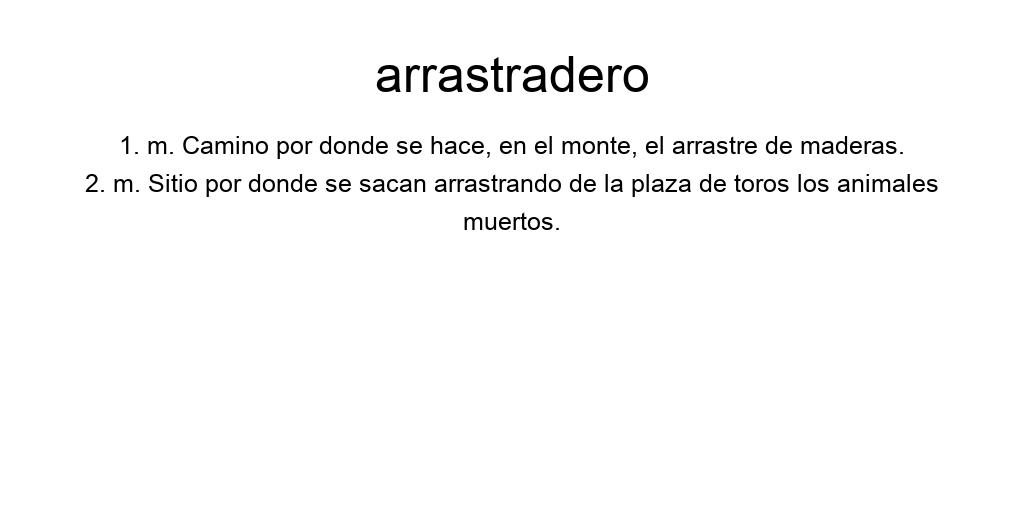 arrastradero
1. m. Camino por donde se hace, en el monte, el arrastre de maderas.
2. m. Sitio por donde se sacan arrastrando de la plaza de toros los animales
muertos.